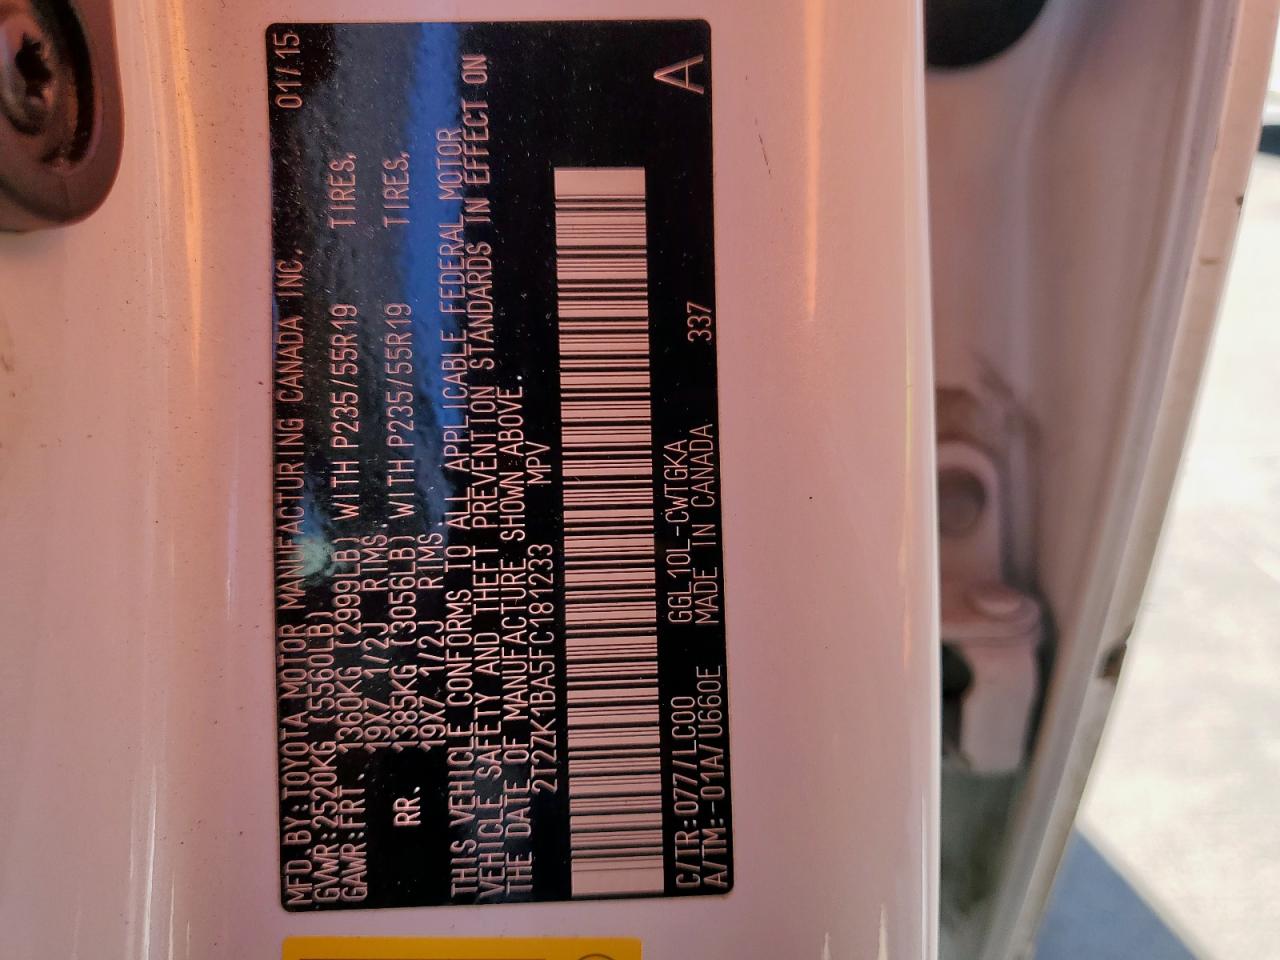 MFD.BY:TOYOTA MOTOR MANUFACTURING CANADA INC. 01/15
GVWR:2520KG (5560LB)
GAWR:FRT. 1360KG (2999LB) WITH P235/55R19 TIRES,
19X7 1/2J RIMS.
RR. 1385KG (3056LB) WITH P235/55R19 TIRES,
19X7 1/2J RIMS.
THIS VEHICLE CONFORMS TO ALL APPLICABLE FEDERAL MOTOR
VEHICLE SAFETY AND THEFT PREVENTION STANDARDS IN EFFECT ON
THE DATE OF MANUFACTURE SHOWN ABOVE.
2T2ZK1BA5FC181233 MPV
A
C/TR:077/LC00 GGL10L-CWTGKA
A/TM:-01A/U660E MADE IN CANADA 337